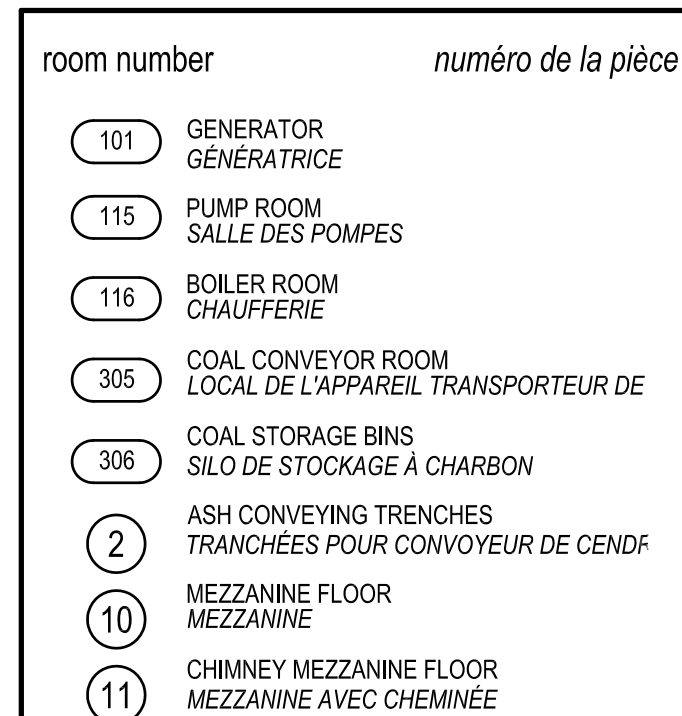 room number numéro de la pièce
101 GENERATOR
GÉNÉRATRICE
115 PUMP ROOM
SALLE DES POMPES
116 BOILER ROOM
CHAUFFERIE
305 COAL CONVEYOR ROOM
LOCAL DE L'APPAREIL TRANSPORTEUR DE
306 COAL STORAGE BINS
SILO DE STOCKAGE À CHARBON
2 ASH CONVEYING TRENCHES
TRANCHÉES POUR CONVOYEUR DE
10 MEZZANINE FLOOR
MEZZANINE
11 CHIMNEY MEZZANINE FLOOR
MEZZANINE AVEC CHEMINÉE